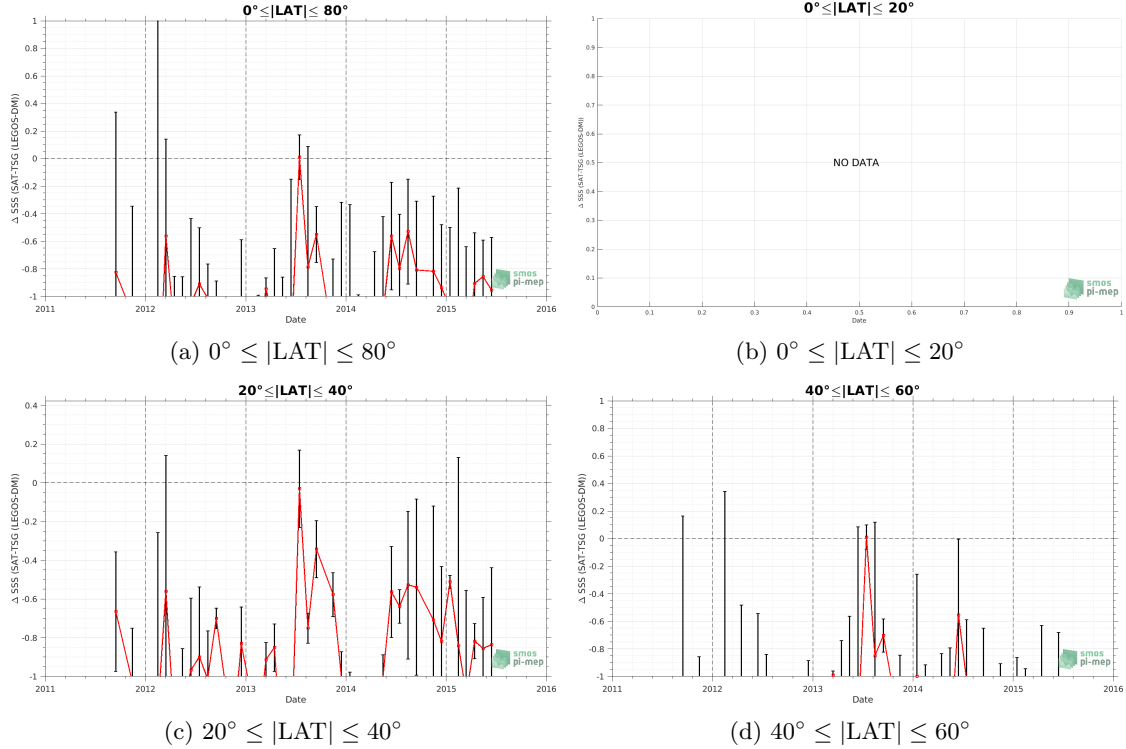 0°≤|LAT|≤ 80°
1
0.8
0.6
0.4
0.2
0
-0.2
-0.4
-0.6
-0.8
-1
Δ SSS (SAT-TSG (LEGOS-DM))
2011
2012
2013
2014
2015
2016
Date
smos
pi-mep
(a) 0° ≤ |LAT| ≤ 80°
0°≤|LAT|≤ 20°
1
0.9
0.8
0.7
0.6
0.5
0.4
0.3
0.2
0.1
0
Δ SSS (SAT-TSG (LEGOS-DM))
NO DATA
0
0.1
0.2
0.3
0.4
0.5
0.6
0.7
0.8
0.9
1
Date
smos
pi-mep
(b) 0° ≤ |LAT| ≤ 20°
20°≤|LAT|≤ 40°
0.4
0.2
0
-0.2
-0.4
-0.6
-0.8
-1
Δ SSS (SAT-TSG (LEGOS-DM))
2011
2012
2013
2014
2015
2016
Date
smos
pi-mep
(c) 20° ≤ |LAT| ≤ 40°
40°≤|LAT|≤ 60°
1
0.8
0.6
0.4
0.2
0
-0.2
-0.4
-0.6
-0.8
-1
Δ SSS (SAT-TSG (LEGOS-DM))
2011
2012
2013
2014
2015
2016
Date
smos
pi-mep
(d) 40° ≤ |LAT| ≤ 60°